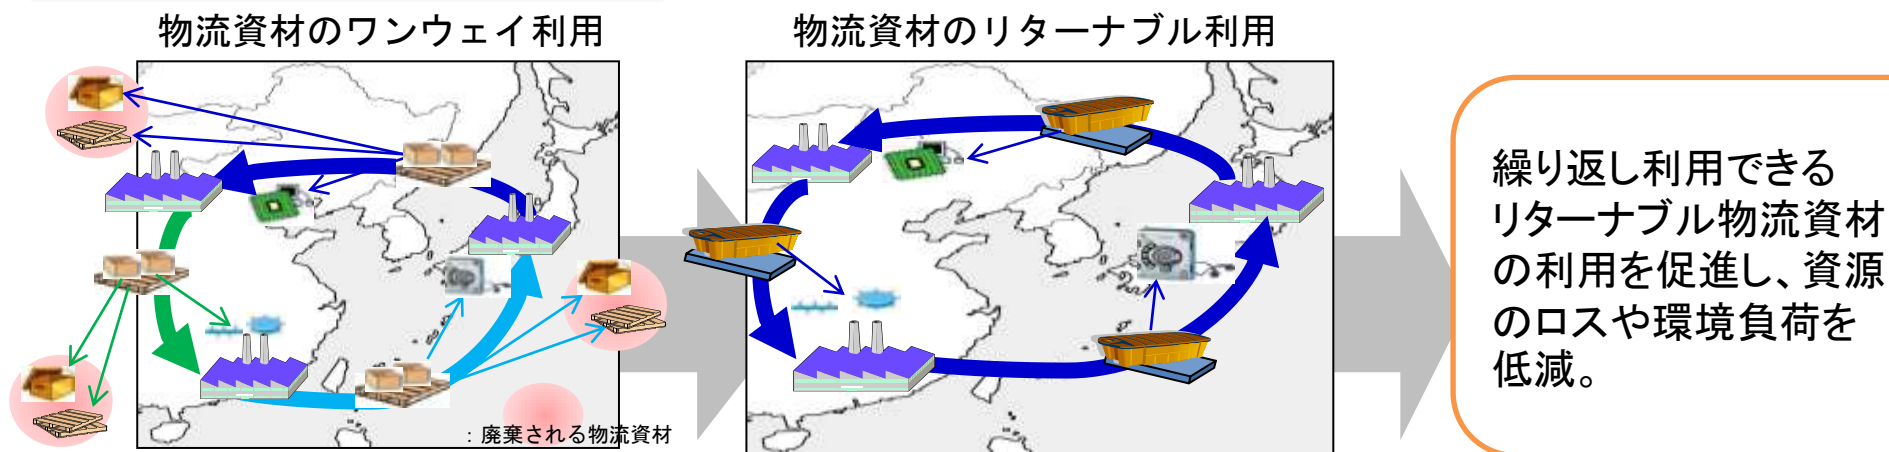 物流資材のワンウェイ利用
物流資材のリターナブル利用
：廃棄される物流資材
繰り返し利用できる
リターナブル物流資材
の利用を促進し、資源
のロスや環境負荷を
低減。